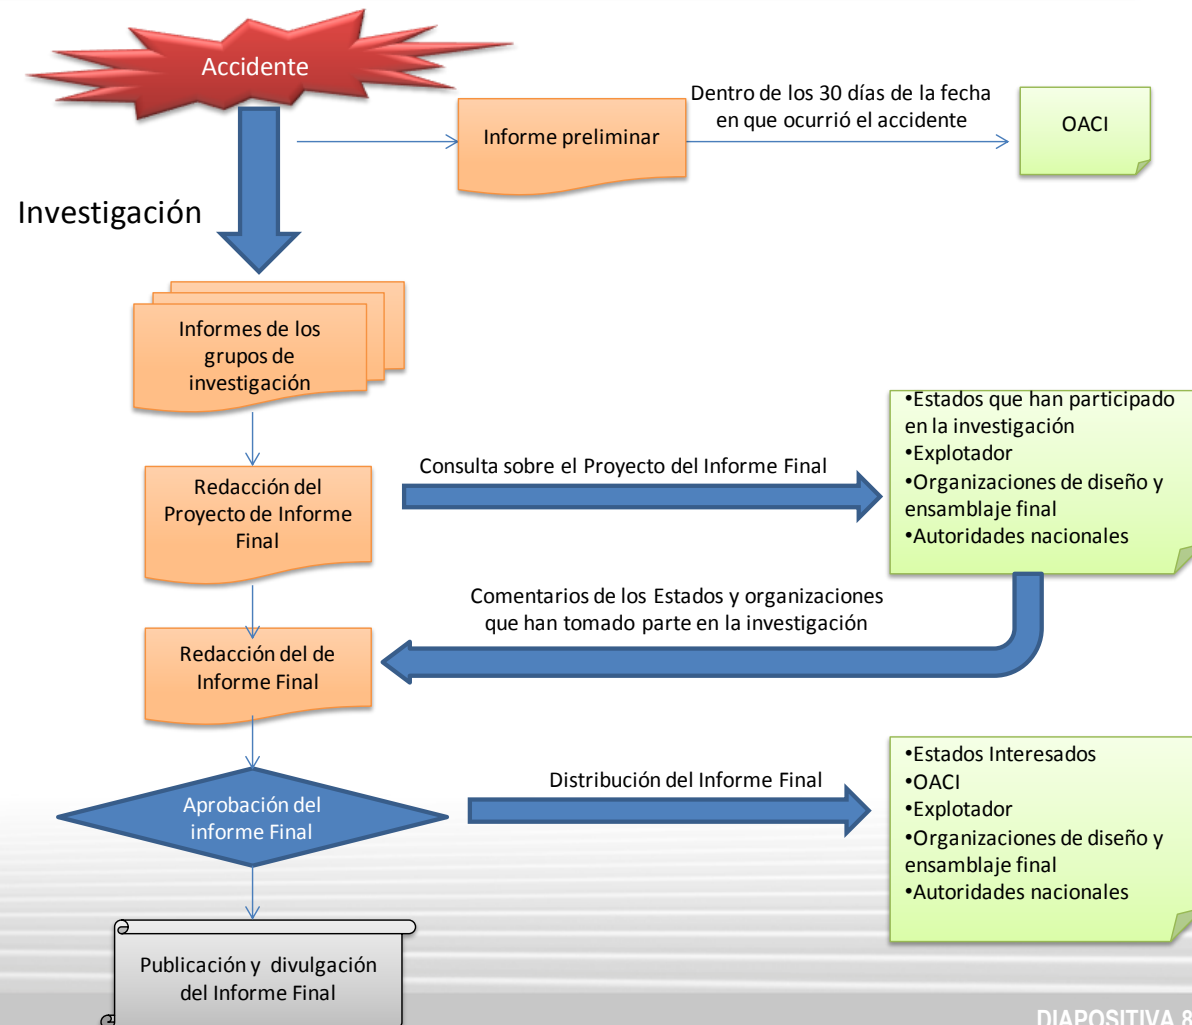 Accidente
Dentro de los 30 días de la fecha
en que ocurrió el accidente
Informe preliminar
OACI
Investigación
Informes de los
grupos de
investigación
•Estados que han participado
en la investigación
•Explotador
•Organizaciones de diseño y
ensamblaje final
•Autoridades nacionales
Consulta sobre el Proyecto del Informe Final
Redacción del
Proyecto de Informe
Final
Comentarios de los Estados y organizaciones
que han tomado parte en la investigación
Redacción del de
Informe Final
Aprobación del
informe Final
Distribución del Informe Final
•Estados Interesados
•OACI
•Explotador
•Organizaciones de diseño y
ensamblaje final
•Autoridades nacionales
Publicación y divulgación
del Informe Final
DIAPOSITIVA 8